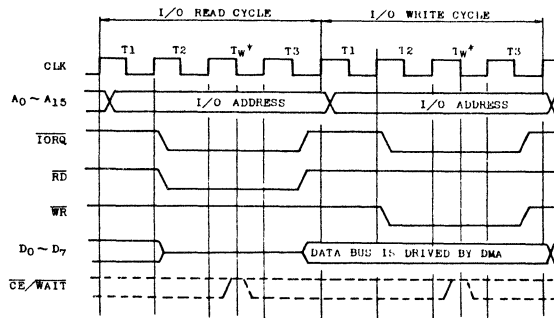 I/O READ CYCLE I/O WRITE CYCLE
T1 T2 TW* T3 T1 T2 TW* T3
CLK
A0 ~ A15 I/O ADDRESS I/O ADDRESS
IORQ
RD
WR
D0 ~ D7 DATA BUS IS DRIVED BY DMA
CE/WAIT